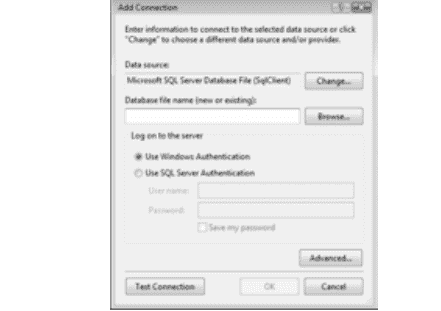 Add Connection
Enter information to connect to the selected data source or click
"Change" to choose a different data source and/or provider.
Data source:
Microsoft SQL Server Database File (SqlClient)
Change...
Database file name (new or existing):
Browse...
Log on to the server
Use Windows Authentication
Use SQL Server Authentication
User name:
Password:
Save my password
Advanced...
Test Connection
OK
Cancel